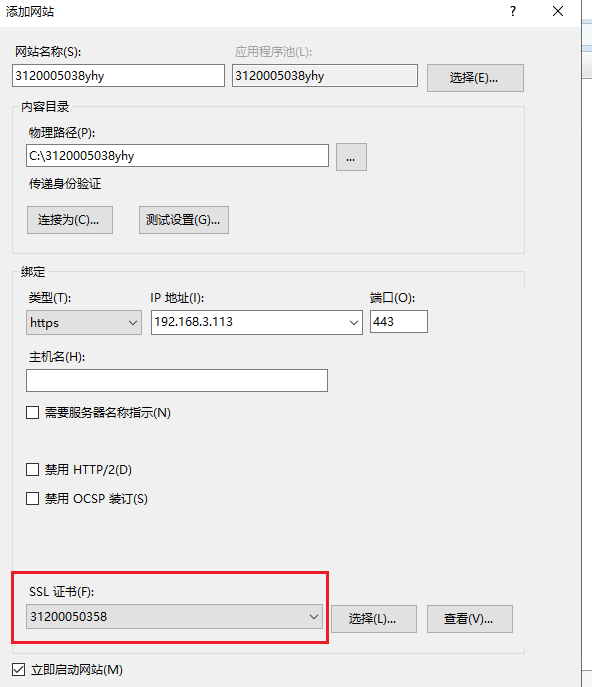 添加网站
? ×
网站名称(S):
应用程序池(L):
3120005038yhy
3120005038yhy
选择(E)...
内容目录
物理路径(P):
C:\3120005038yhy
...
传递身份验证
连接为(C)...
测试设置(G)...
绑定
类型(T):
IP 地址(I):
端口(O):
https
192.168.3.113
443
主机名(H):
需要服务器名称指示(N)
禁用 HTTP/2(D)
禁用 OCSP 装订(S)
SSL 证书(F):
31200050358
选择(L)...
查看(V)...
立即启动网站(M)